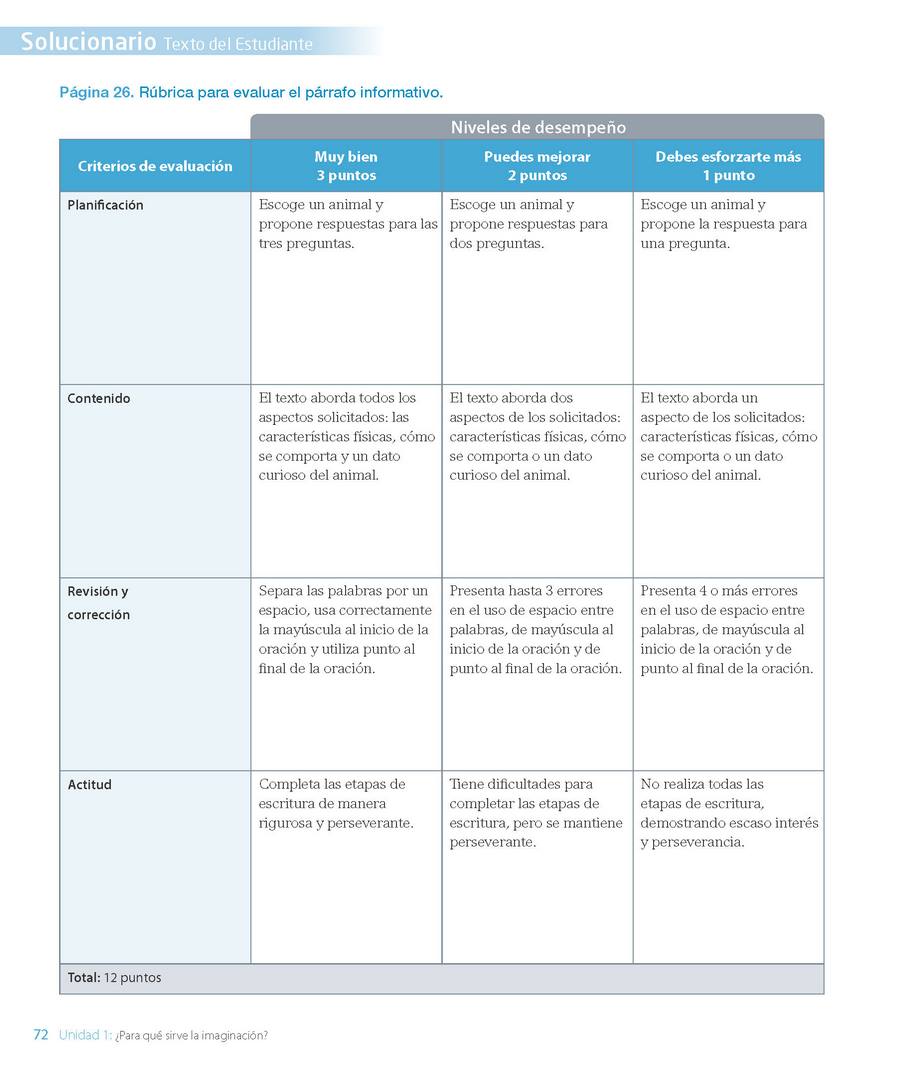 Solucionario Texto del Estudiante
Página 26. Rúbrica para evaluar el párrafo informativo.
Niveles de desempeño
Criterios de evaluación
Muy bien
3 puntos
Puedes mejorar
2 puntos
Debes esforzarte más
1 punto
Planificación
Escoge un animal y
propone respuestas para las
tres preguntas.
Escoge un animal y
propone respuestas para
dos preguntas.
Escoge un animal y
propone la respuesta para
una pregunta.
Contenido
El texto aborda todos los
aspectos solicitados: las
características físicas, cómo
se comporta y un dato
curioso del animal.
El texto aborda dos
aspectos de los solicitados:
características físicas, cómo
se comporta o un dato
curioso del animal.
El texto aborda un
aspecto de los solicitados:
características físicas, cómo
se comporta o un dato
curioso del animal.
Revisión y
corrección
Separa las palabras por un
espacio, usa correctamente
la mayúscula al inicio de la
oración y utiliza punto al
final de la oración.
Presenta hasta 3 errores
en el uso de espacio entre
palabras, de mayúscula al
inicio de la oración y de
punto al final de la oración.
Presenta 4 o más errores
en el uso de espacio entre
palabras, de mayúscula al
inicio de la oración y de
punto al final de la oración.
Actitud
Completa las etapas de
escritura de manera
rigurosa y perseverante.
Tiene dificultades para
completar las etapas de
escritura, pero se mantiene
perseverante.
No realiza todas las
etapas de escritura,
demostrando escaso interés
y perseverancia.
Total: 12 puntos
72 Unidad 1: ¿Para qué sirve la imaginación?